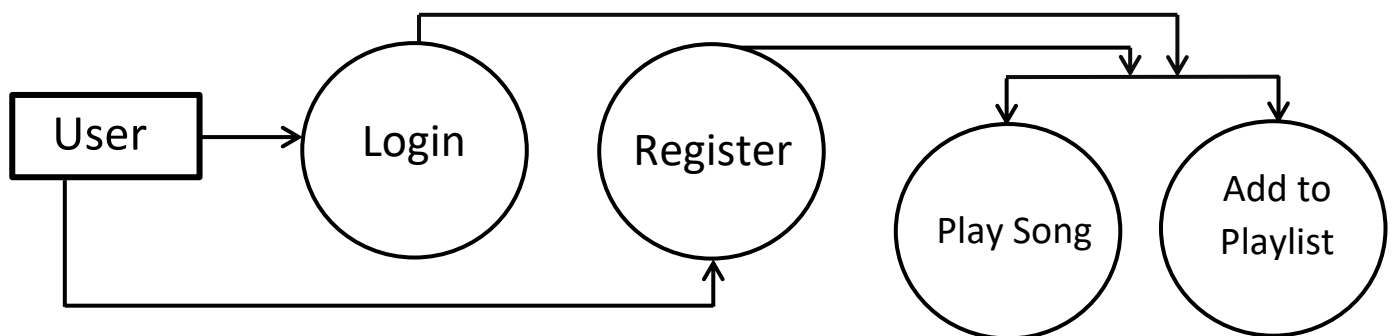 User
Login
Register
Play Song
Add to
Playlist